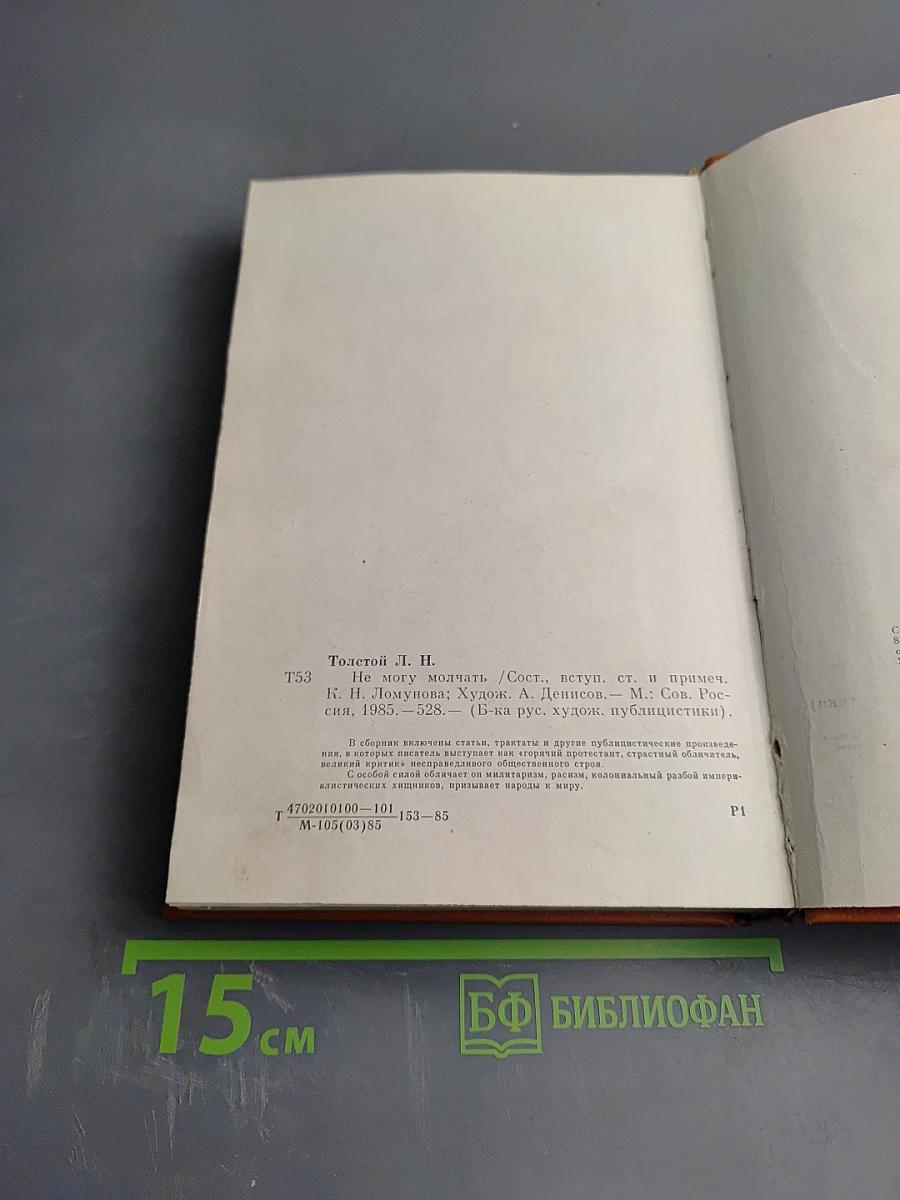 Толстой Л. Н.
Т53 Не могу молчать /Сост., вступ. ст. и примеч.
К. Н. Ломунова; Худож. А. Денисов.— М.: Сов. Рос-
сия, 1985.—528.— (Б-ка рус. худож. публицистики).
В сборник включены статьи, трактаты и другие публицистические произведе-
ния, в которых писатель выступает как «горячий протестант, страстный обличитель,
великий критик» несправедливого общественного строя.
С особой силой обличает он милитаризм, расизм, колониальный разбой импери-
алистических хищников, призывает народы к миру.
Т 4702010100—101 153—85 Р1
М-105(03)85
15 см
БФ БИБЛИОФАН